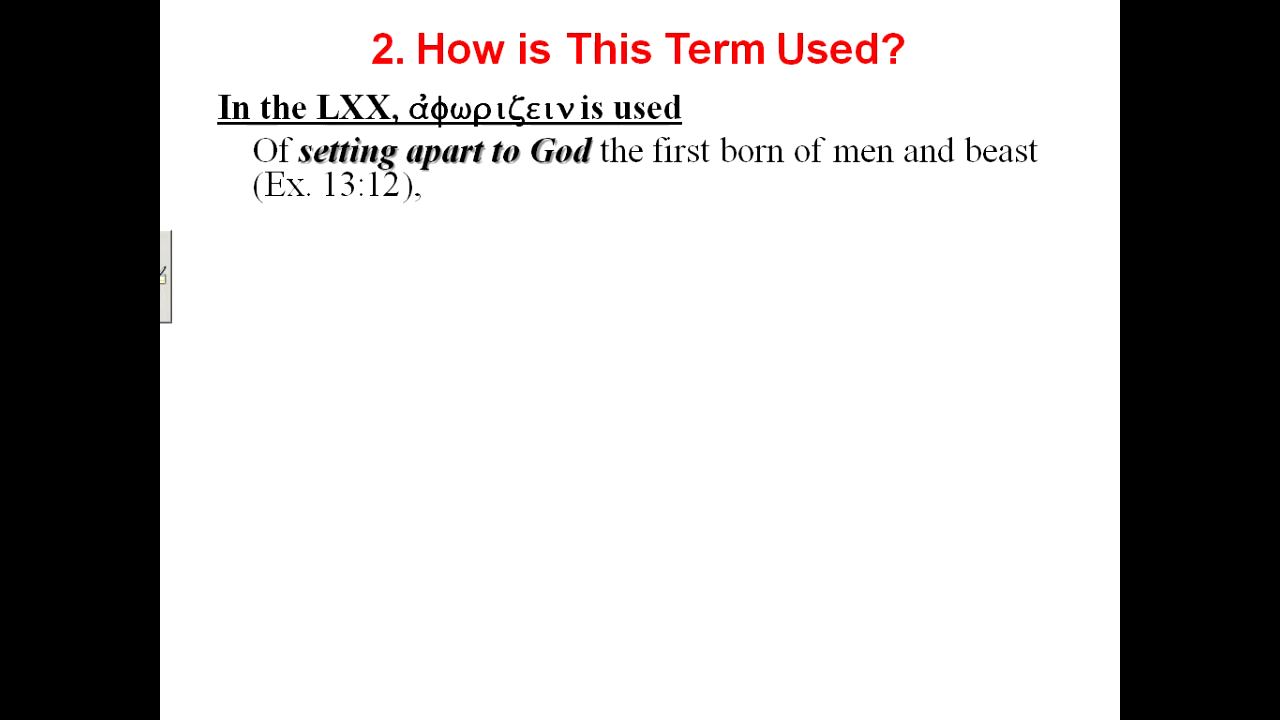 2. How is This Term Used?
In the LXX, ἀφωριζειν is used
Of setting apart to God the first born of men and beast
(Ex. 13:12),